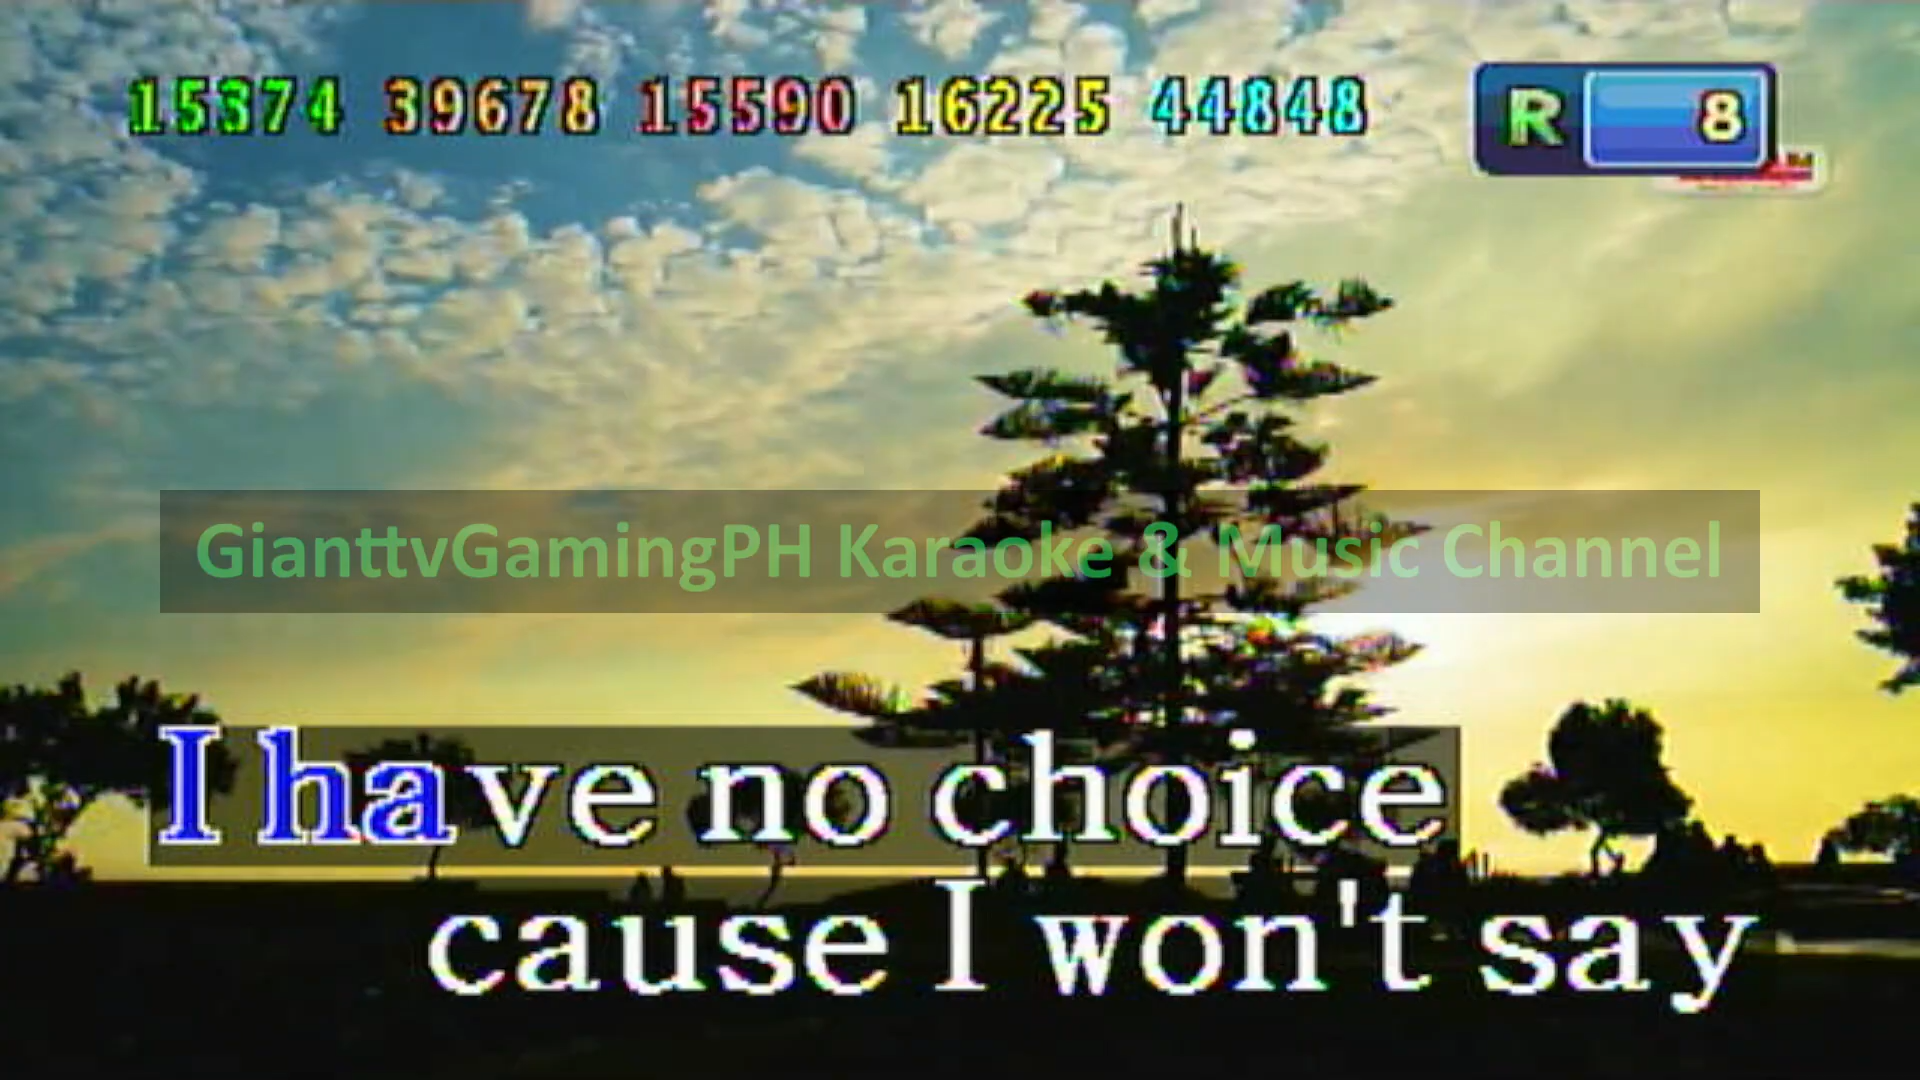 15374 39678 15590 16225 44848 R 8
GianttvGamingPH Karaoke & Music Channel
I have no choice
cause I won't say